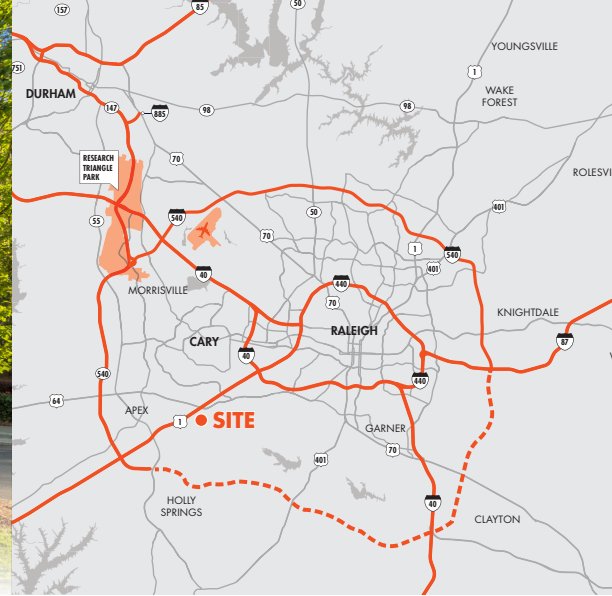 157
85
50
YOUNGSVILLE
751
1
DURHAM
WAKE
FOREST
147
885
98
98
RESEARCH
TRIANGLE
PARK
70
ROLESVI
401
55
540
50
70
1
540
401
40
440
MORRISVILLE
70
KNIGHTDALE
RALEIGH
CARY
87
40
540
440
64
APEX
1
SITE
GARNER
70
401
HOLLY
SPRINGS
40
CLAYTON